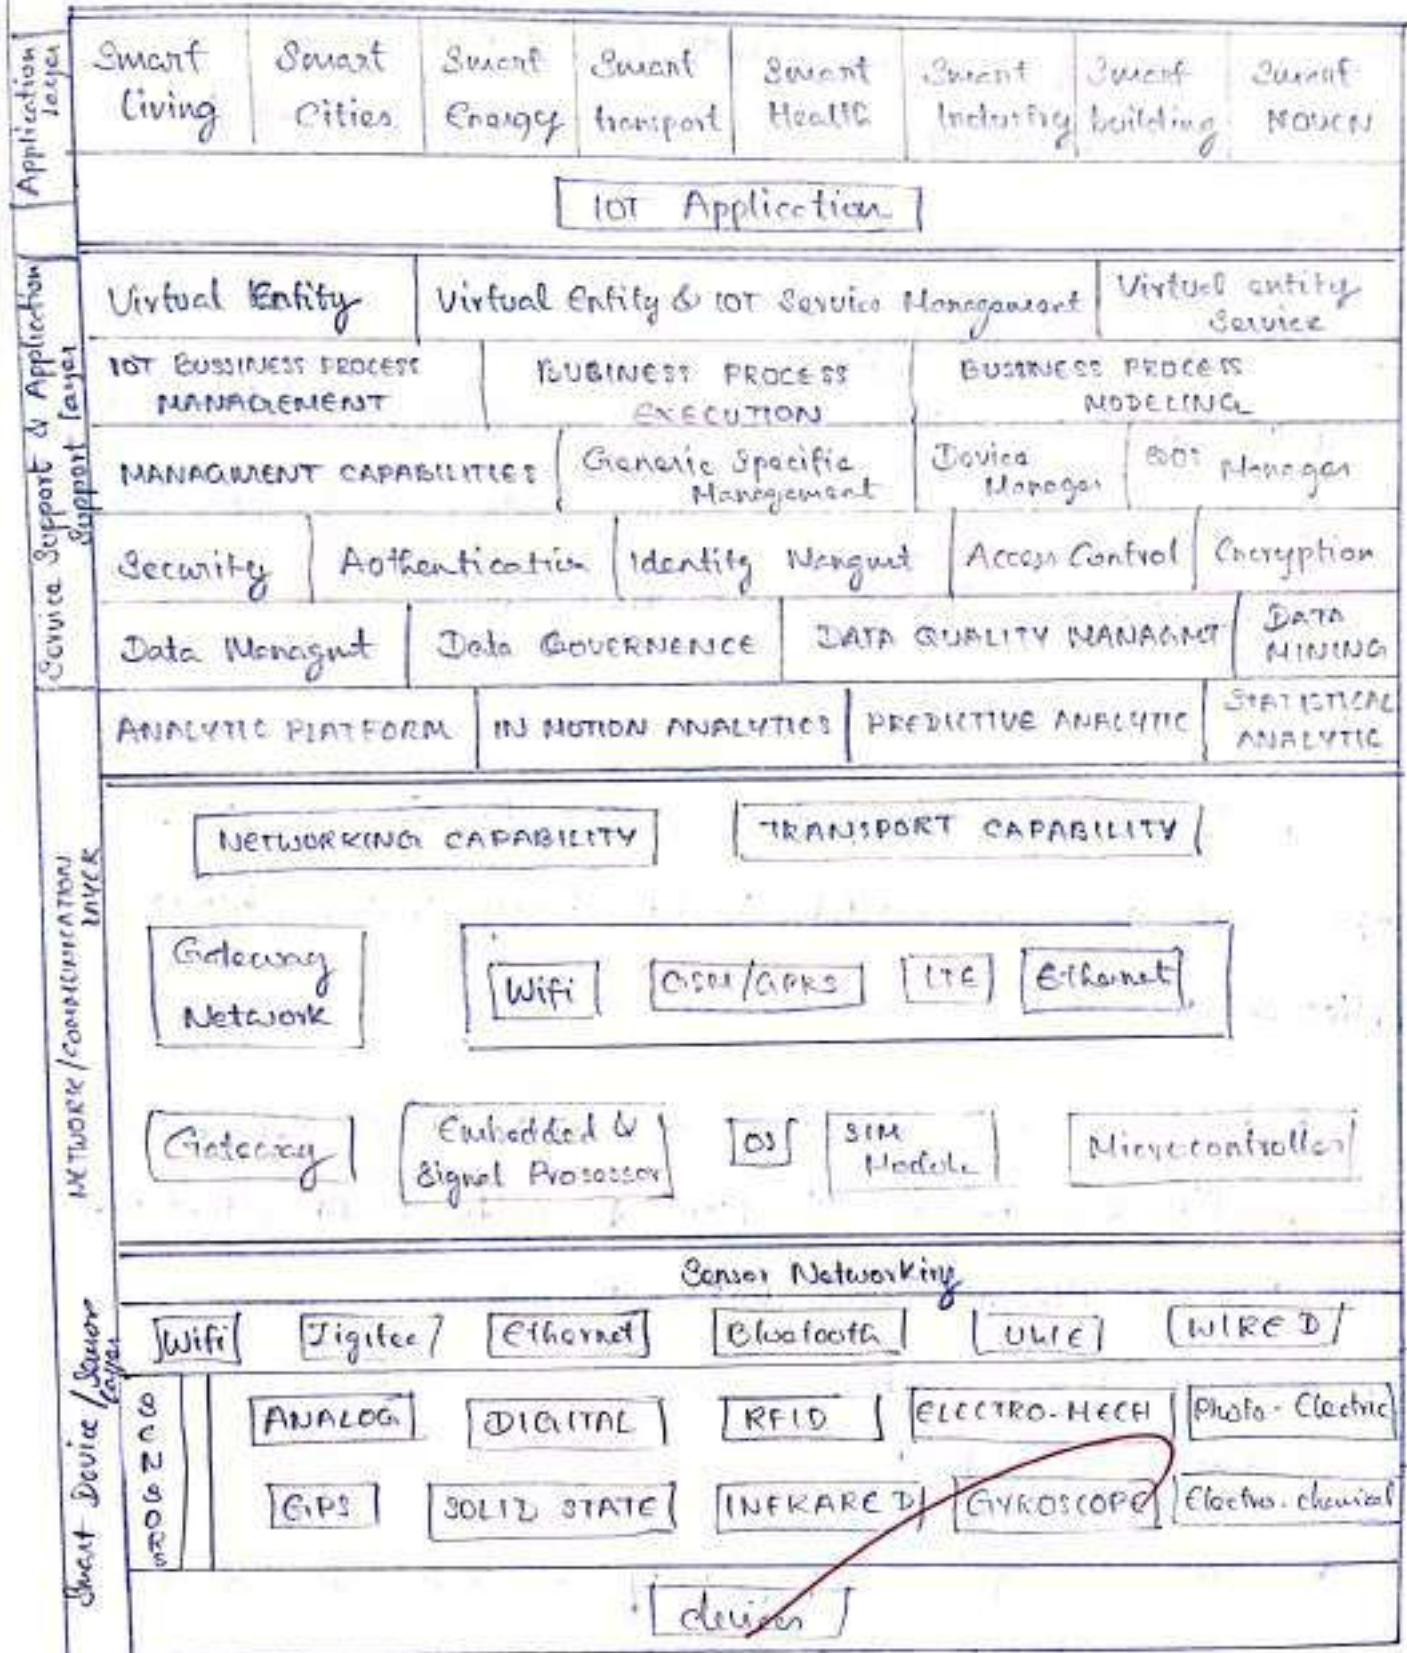 Application
layer
Smart
Living
Smart
Cities
Smart
Energy
Smart
transport
Smart
Health
Smart
Industry
Smart
building
Smart
IOT Application
Service Support & Application
Support layer
Virtual Entity
Virtual Entity & IOT Service Management
Virtual entity
Service
IOT BUSSINESS PROCESS
MANAGEMENT
BUSINESS PROCESS
EXECUTION
BUSINESS PROCESS
MODELING
MANAGMENT CAPABILITIES
Generic Specific
Management
Device
Manager
Manager
Security
Aothentication
Identity Mangmt
Access Control
Encryption
Data Managmt
Data GOVERNENCE
DATA QUALITY MANAGMT
DATA
MINING
ANALYTIC PLATFORM
IN MOTION ANALYTICS
PREDICTIVE ANALYTIC
STATISTICAL
ANALYTIC
NETWORK/COMMUNICATION
LAYER
NETWORKING CAPABILITY
TRANSPORT CAPABILITY
Gateway
Network
Wifi
GSM/GPRS
LTE
Ethernet
Gateway
Embedded &
Signal Prosessor
OS
SIM
Module
Microcontroller
Smart Device/Sensor
layer
Sensor Networking
Wifi
Ethernet
Bluetooth
WIRED
SENSORS
ANALOG
DIGITAL
RFID
ELECTRO-MECH
Photo-Electric
GPS
SOLID STATE
INFRARED
GYROSCOPE
Electro-chemical
devices